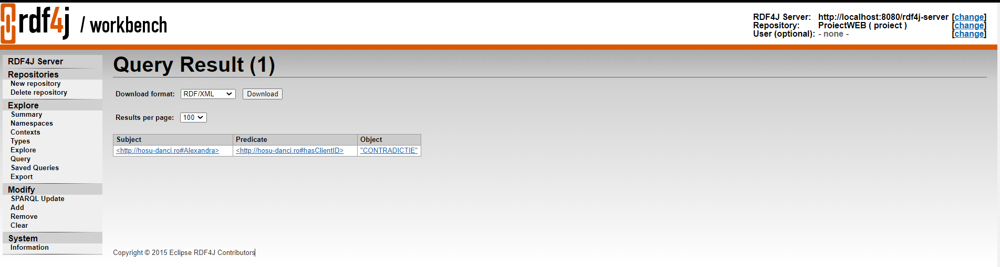 rdf4j / workbench
RDF4J Server: http://localhost:8080/rdf4j-server [change]
Repository: ProiectWEB ( proiect ) [change]
User (optional): - none - [change]
RDF4J Server
Repositories
New repository
Delete repository
Explore
Summary
Namespaces
Contexts
Types
Explore
Query
Saved Queries
Export
Modify
SPARQL Update
Add
Remove
Clear
System
Information
Query Result (1)
Download format: RDF/XML Download
Results per page: 100
Subject Predicate Object
<http://hosu-danci.ro#Alexandra> <http://hosu-danci.ro#hasClientID> "CONTRADICTIE"
Copyright © 2015 Eclipse RDF4J Contributors